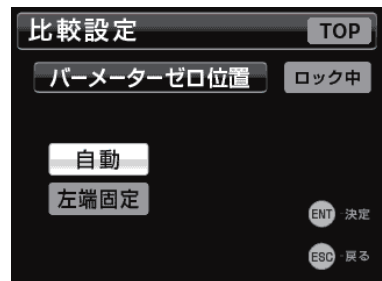 比較設定 TOP
バーメーターゼロ位置 ロック中
自動
左端固定
ENT 決定
ESC 戻る